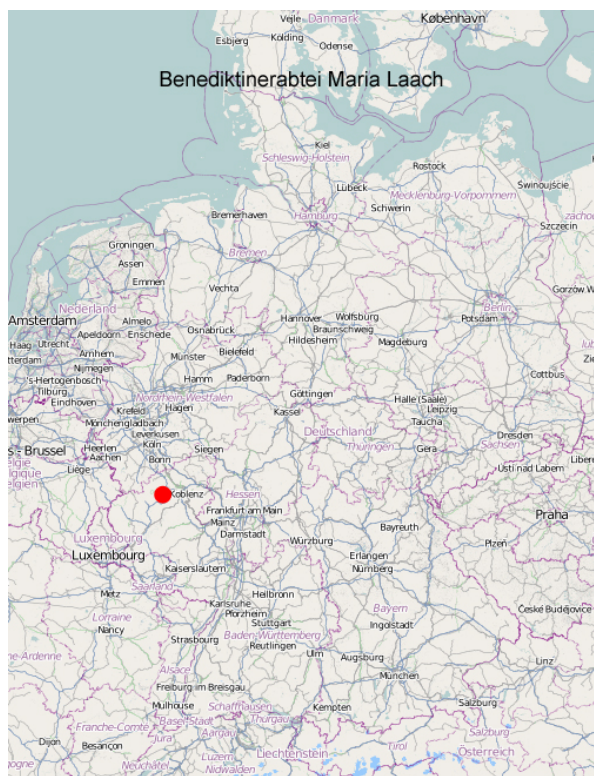 Vejle
Danmark
København
Esbjerg
Kolding
Odense
Benediktinerabtei Maria Laach
Kiel
Schleswig-Holstein
Rostock
Lübeck
Mecklenburg-Vorpommern
Świnoujście
Schwerin
Bremerhaven
Hamburg
Szczecin
Groningen
Bremen
Assen
Emmen
Vechta
Gorzów W
Nederland
Berlin
Amsterdam
Almelo
Hannover
Wolfsburg
Potsdam
Haag
Utrecht
Apeldoorn
Enschede
Osnabrück
Braunschweig
Hildesheim
Magdeburg
Arnhem
Münster
Bielefeld
Nijmegen
's-Hertogenbosch
Hamm
Paderborn
Cottbus
Tilburg
Göttingen
Nordrhein-Westfalen
Halle (Saale)
Eindhoven
Krefeld
Hagen
Kassel
Leipzig
Mönchengladbach
Taucha
Deutschland
Leverkusen
Dresden
s - Brussel
Heerlen
Köln
Siegen
Thüringen
Gera
Sachsen
Aachen
Bonn
Liège
Ústí nad Labem
Koblenz
Hessen
Frankfurt am Main
Praha
Mainz
Bayreuth
Darmstadt
Luxembourg
Würzburg
Erlangen
Plzeň
Luxembourg
Kaiserslautern
Nürnberg
Saarland
Metz
Heilbronn
Karlsruhe
Bayern
České Budějovice
Lorraine
Pforzheim
Stuttgart
Ingolstadt
Nancy
Strasbourg
Baden-Württemberg
Reutlingen
Ulm
Augsburg
Linz
Alsace
München
Freiburg im Breisgau
Mulhouse
Schaffhausen
Kempten
Salzburg
Basel-Stadt
Thurgau
Franche-Comté
Aargau
Salzburg
Jura
Dijon
Besançon
Luzern
Liechtenstein
Tirol
Österreich
Neuchâtel
Nidwalden